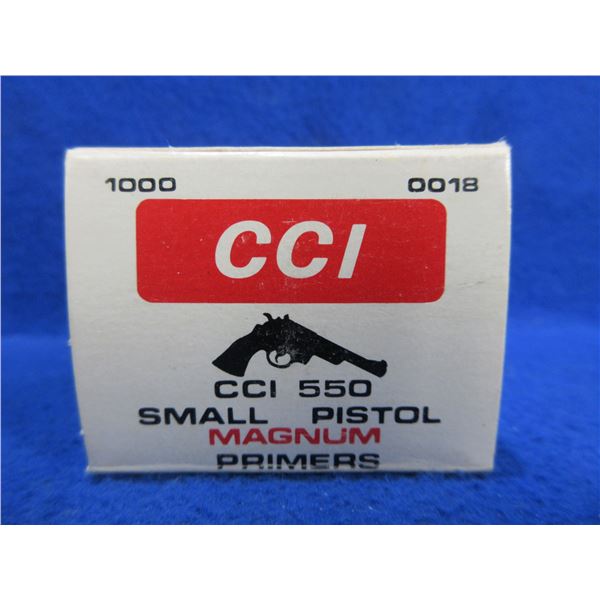 1000 0018
CCI
CCI 550
SMALL PISTOL
MAGNUM
PRIMERS